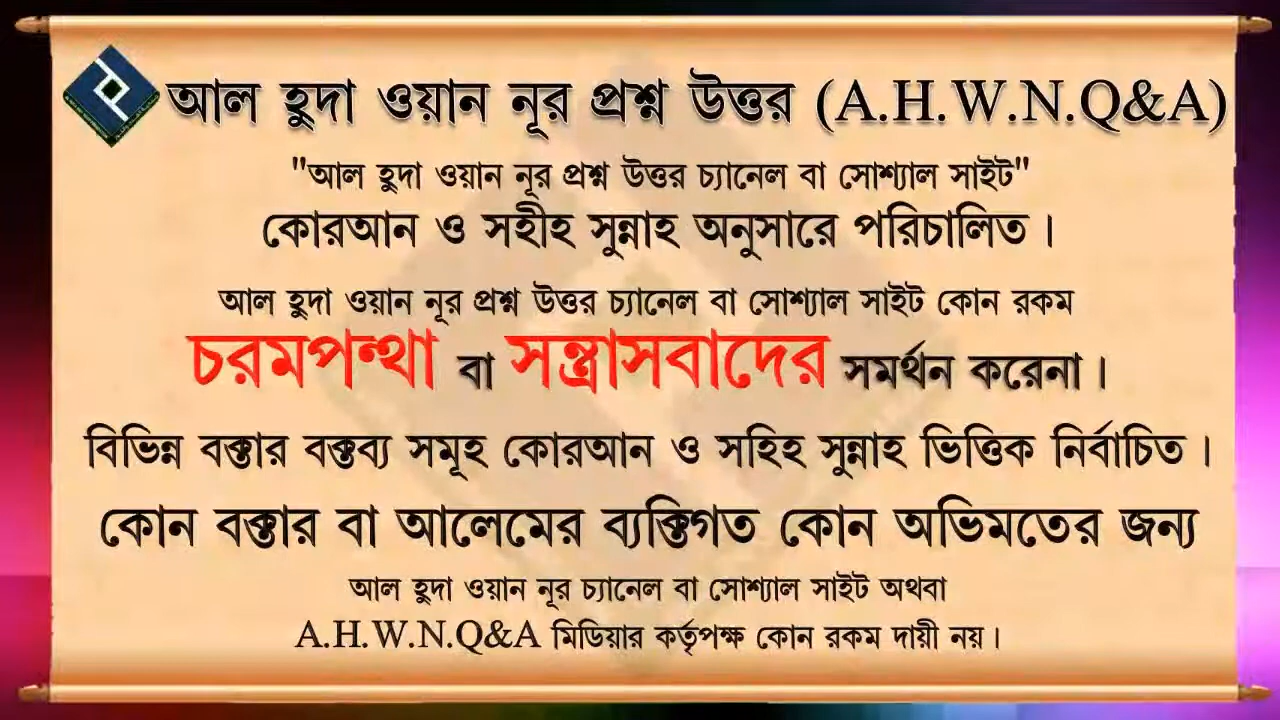 আল হুদা ওয়ান নূর প্রশ্ন উত্তর (A.H.W.N.Q&A)
"আল হুদা ওয়ান নূর প্রশ্ন উত্তর চ্যানেল বা সোশ্যাল সাইট"
কোরআন ও সহীহ সুন্নাহ অনুসারে পরিচালিত।
আল হুদা ওয়ান নূর প্রশ্ন উত্তর চ্যানেল বা সোশ্যাল সাইট কোন রকম
চরমপন্থা বা সন্ত্রাসবাদের সমর্থন করেনা।
বিভিন্ন বক্তার বক্তব্য সমূহ কোরআন ও সহিহ সুন্নাহ ভিত্তিক নির্বাচিত।
কোন বক্তার বা আলেমের ব্যক্তিগত কোন অভিমতের জন্য
আল হুদা ওয়ান নূর চ্যানেল বা সোশ্যাল সাইট অথবা
A.H.W.N.Q&A মিডিয়ার কর্তৃপক্ষ কোন রকম দায়ী নয়।